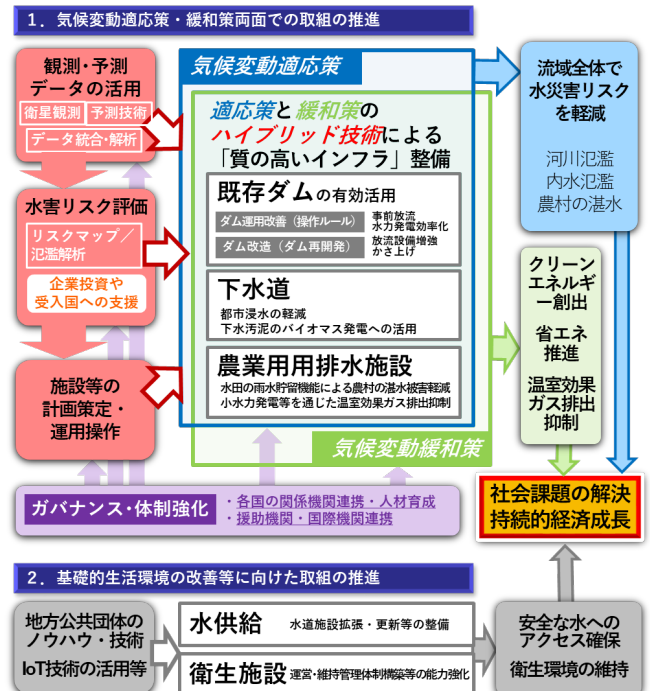 1．気候変動適応策・緩和策両面での取組の推進
観測・予測
データの活用
衛星観測 予測技術
データ統合・解析
水害リスク評価
リスクマップ／
氾濫解析
企業投資や
受入国への支援
施設等の
計画策定・
運用操作
気候変動適応策
適応策と緩和策の
ハイブリッド技術による
「質の高いインフラ」整備
既存ダムの有効活用
ダム運用改善（操作ルール）
事前放流
水力発電効率化
ダム改造（ダム再開発）
放流設備増強
かさ上げ
下水道
都市浸水の軽減
下水汚泥のバイオマス発電への活用
農業用用排水施設
水田の雨水貯留機能による農村の湛水被害軽減
小水力発電等を通じた温室効果ガス排出抑制
気候変動緩和策
流域全体で
水災害リスク
を軽減
河川氾濫
内水氾濫
農村の湛水
クリーン
エネルギ
ー創出
省エネ
推進
温室効果
ガス排出
抑制
ガバナンス・体制強化
・各国の関係機関連携・人材育成
・援助機関・国際機関連携
社会課題の解決
持続的経済成長
2．基礎的生活環境の改善等に向けた取組の推進
地方公共団体の
ノウハウ・技術
IoT技術の活用等
水供給 水道施設拡張・更新等の整備
衛生施設 運営・維持管理体制構築等の能力強化
安全な水への
アクセス確保
衛生環境の維持